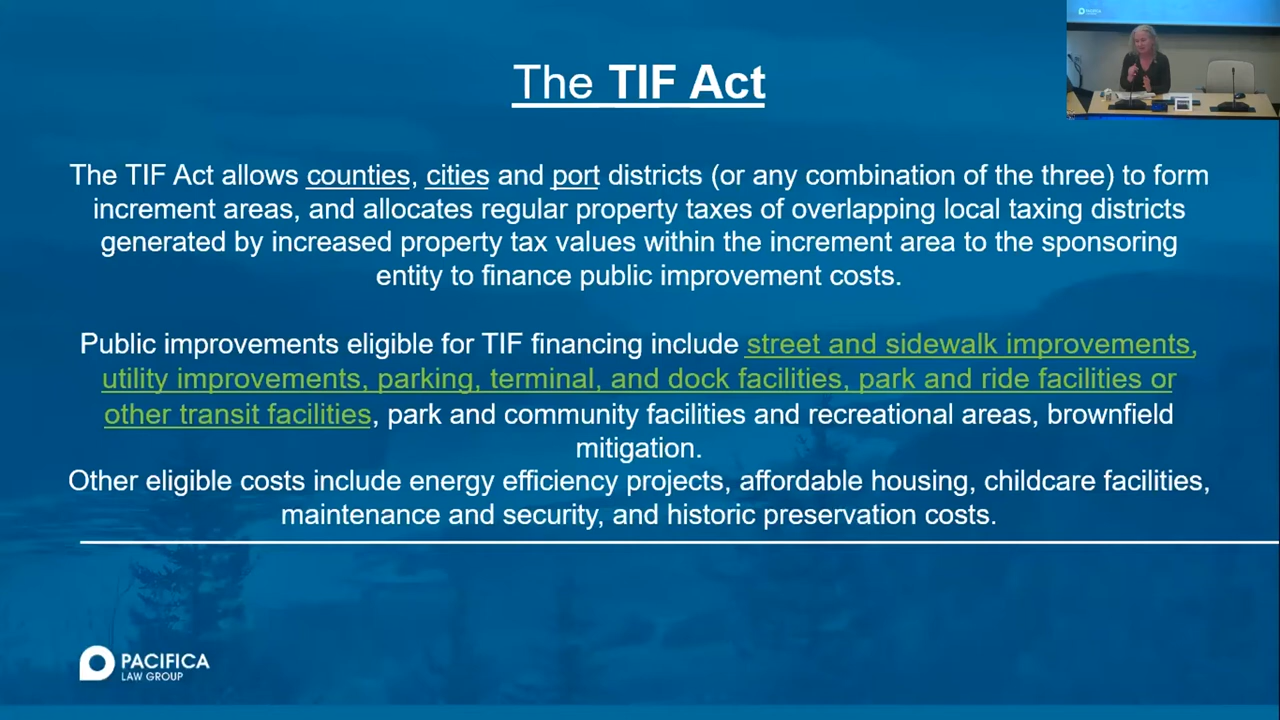 PACIFICA
The TIF Act
The TIF Act allows counties, cities and port districts (or any combination of the three) to form
increment areas, and allocates regular property taxes of overlapping local taxing districts
generated by increased property tax values within the increment area to the sponsoring
entity to finance public improvement costs.
Public improvements eligible for TIF financing include street and sidewalk improvements,
utility improvements, parking, terminal, and dock facilities, park and ride facilities or
other transit facilities, park and community facilities and recreational areas, brownfield
mitigation.
Other eligible costs include energy efficiency projects, affordable housing, childcare facilities,
maintenance and security, and historic preservation costs.
PACIFICA
LAW GROUP